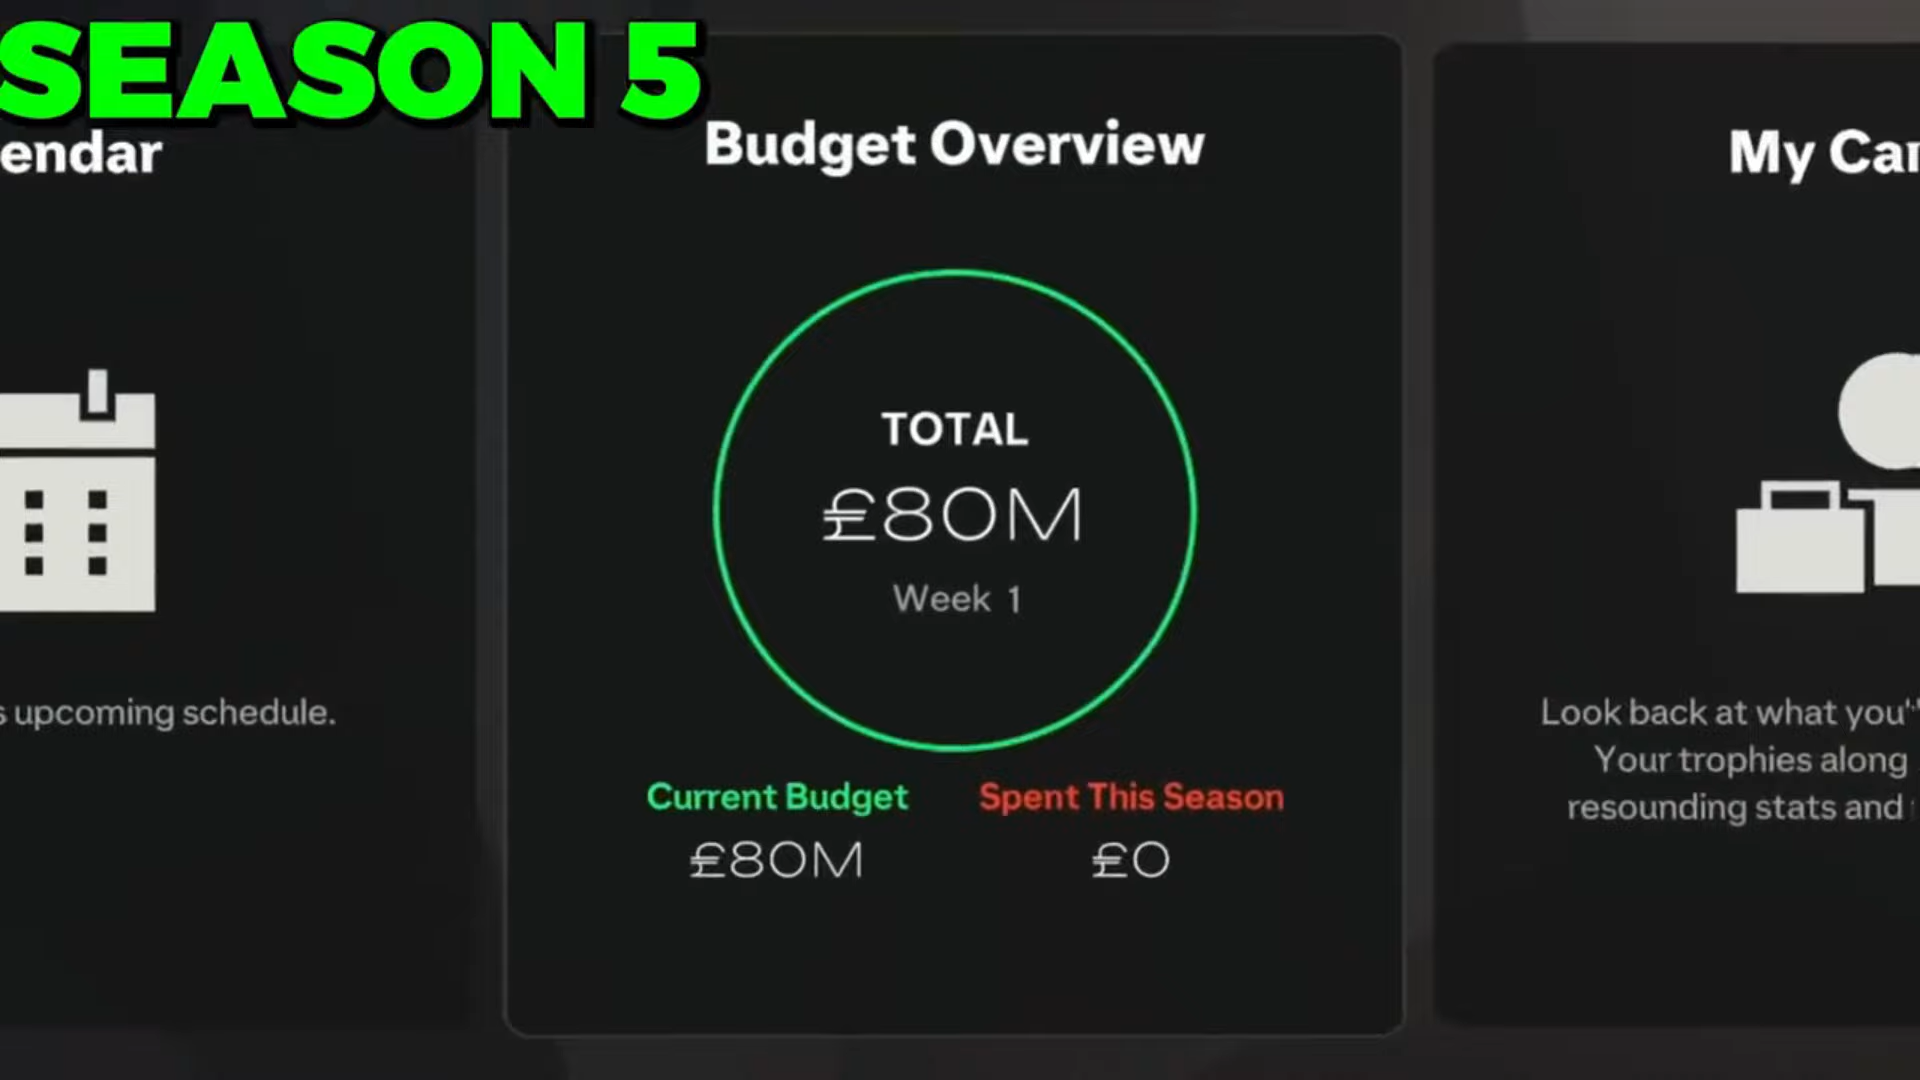 SEASON 5
endar
Budget Overview
My Car
TOTAL
£80M
Week 1
s upcoming schedule.
Look back at what you'
Your trophies along
resounding stats and
Current Budget
Spent This Season
£80M
£0